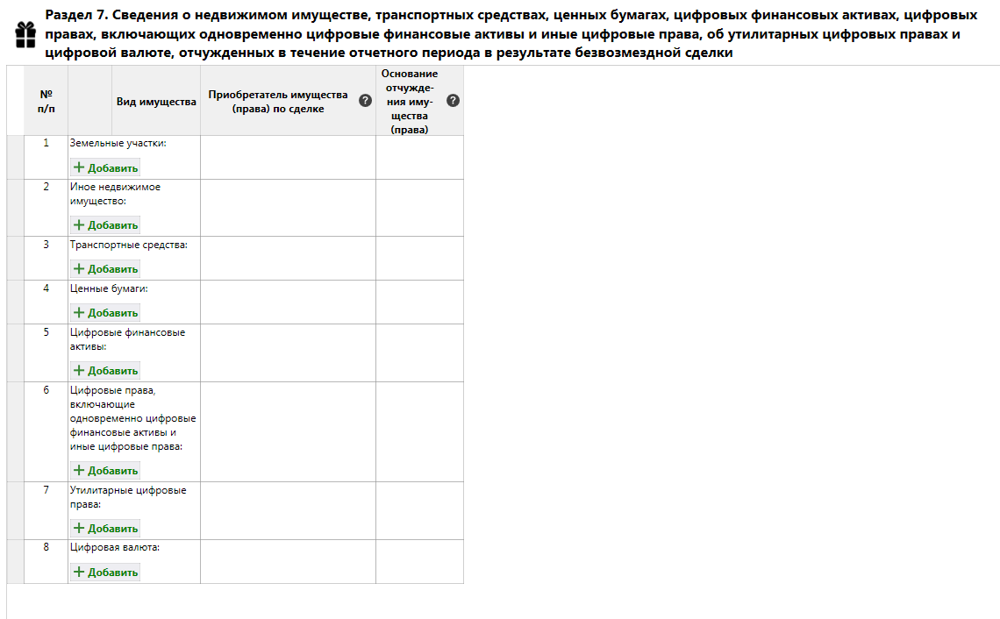 Раздел 7. Сведения о недвижимом имуществе, транспортных средствах, ценных бумагах, цифровых финансовых активах, цифровых
правах, включающих одновременно цифровые финансовые активы и иные цифровые права, об утилитарных цифровых правах и
цифровой валюте, отчужденных в течение отчетного периода в результате безвозмездной сделки
№
п/п
Вид имущества
Приобретатель имущества
(права) по сделке
?
Основание
отчужде-
ния иму-
щества
(права)
?
1
Земельные участки:
+ Добавить
2
Иное недвижимое
имущество:
+ Добавить
3
Транспортные средства:
+ Добавить
4
Ценные бумаги:
+ Добавить
5
Цифровые финансовые
активы:
+ Добавить
6
Цифровые права,
включающие
одновременно цифровые
финансовые активы и
иные цифровые права:
+ Добавить
7
Утилитарные цифровые
права:
+ Добавить
8
Цифровая валюта:
+ Добавить